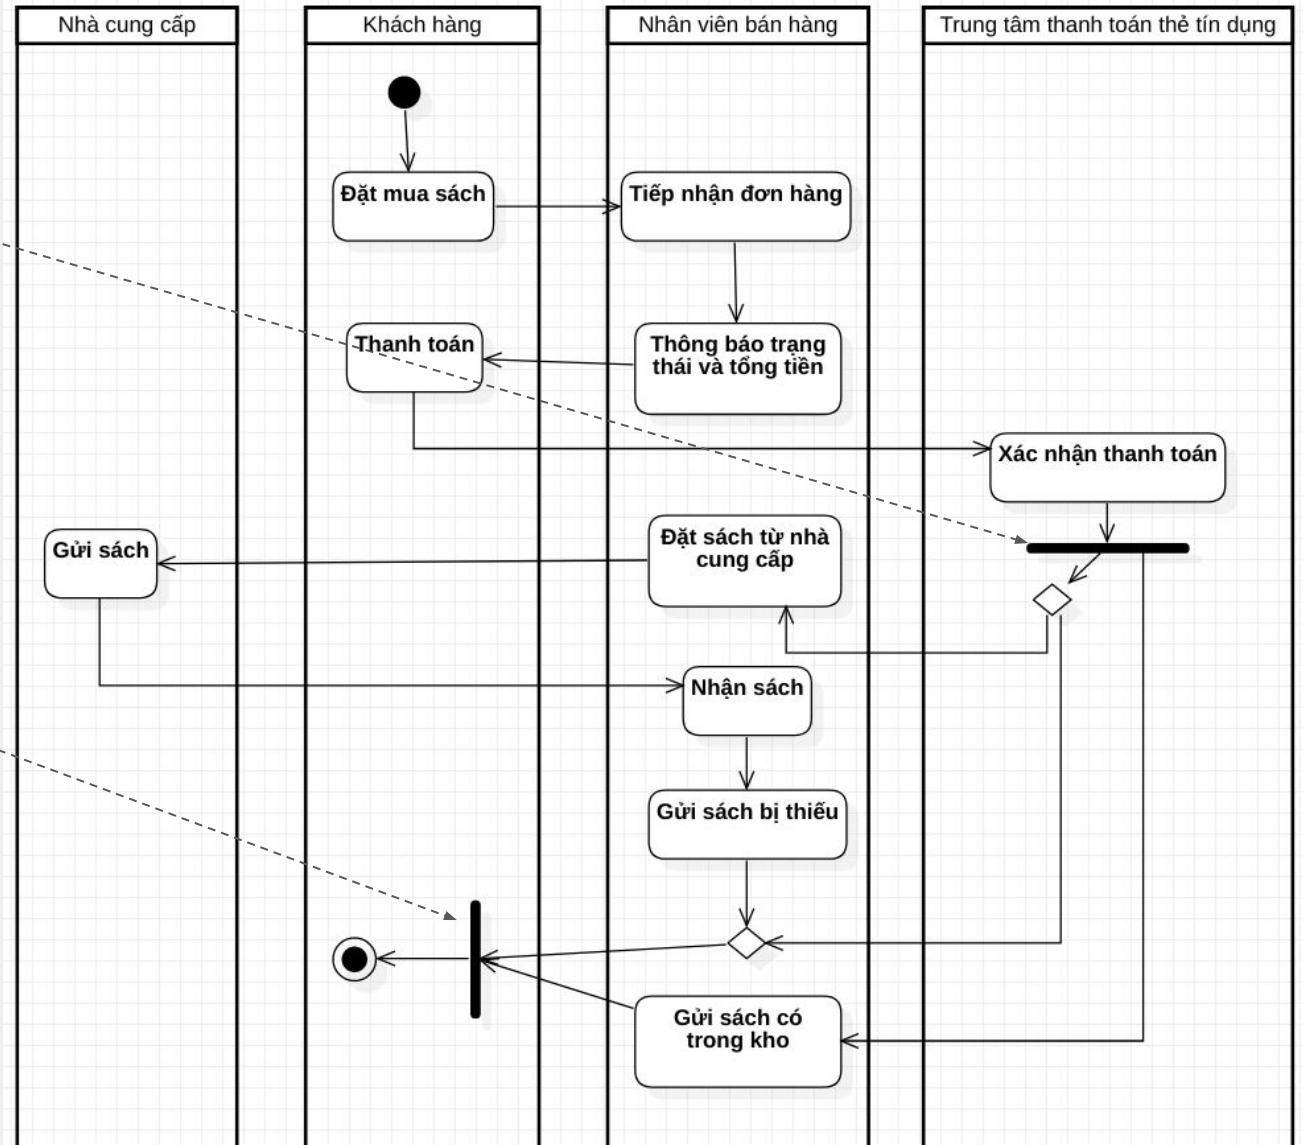 Nhà cung cấp
Khách hàng
Nhân viên bán hàng
Trung tâm thanh toán thẻ tín dụng
Đặt mua sách
Tiếp nhận đơn hàng
Thanh toán
Thông báo trạng
thái và tổng tiền
Xác nhận thanh toán
Gửi sách
Đặt sách từ nhà
cung cấp
Nhận sách
Gửi sách bị thiếu
Gửi sách có
trong kho